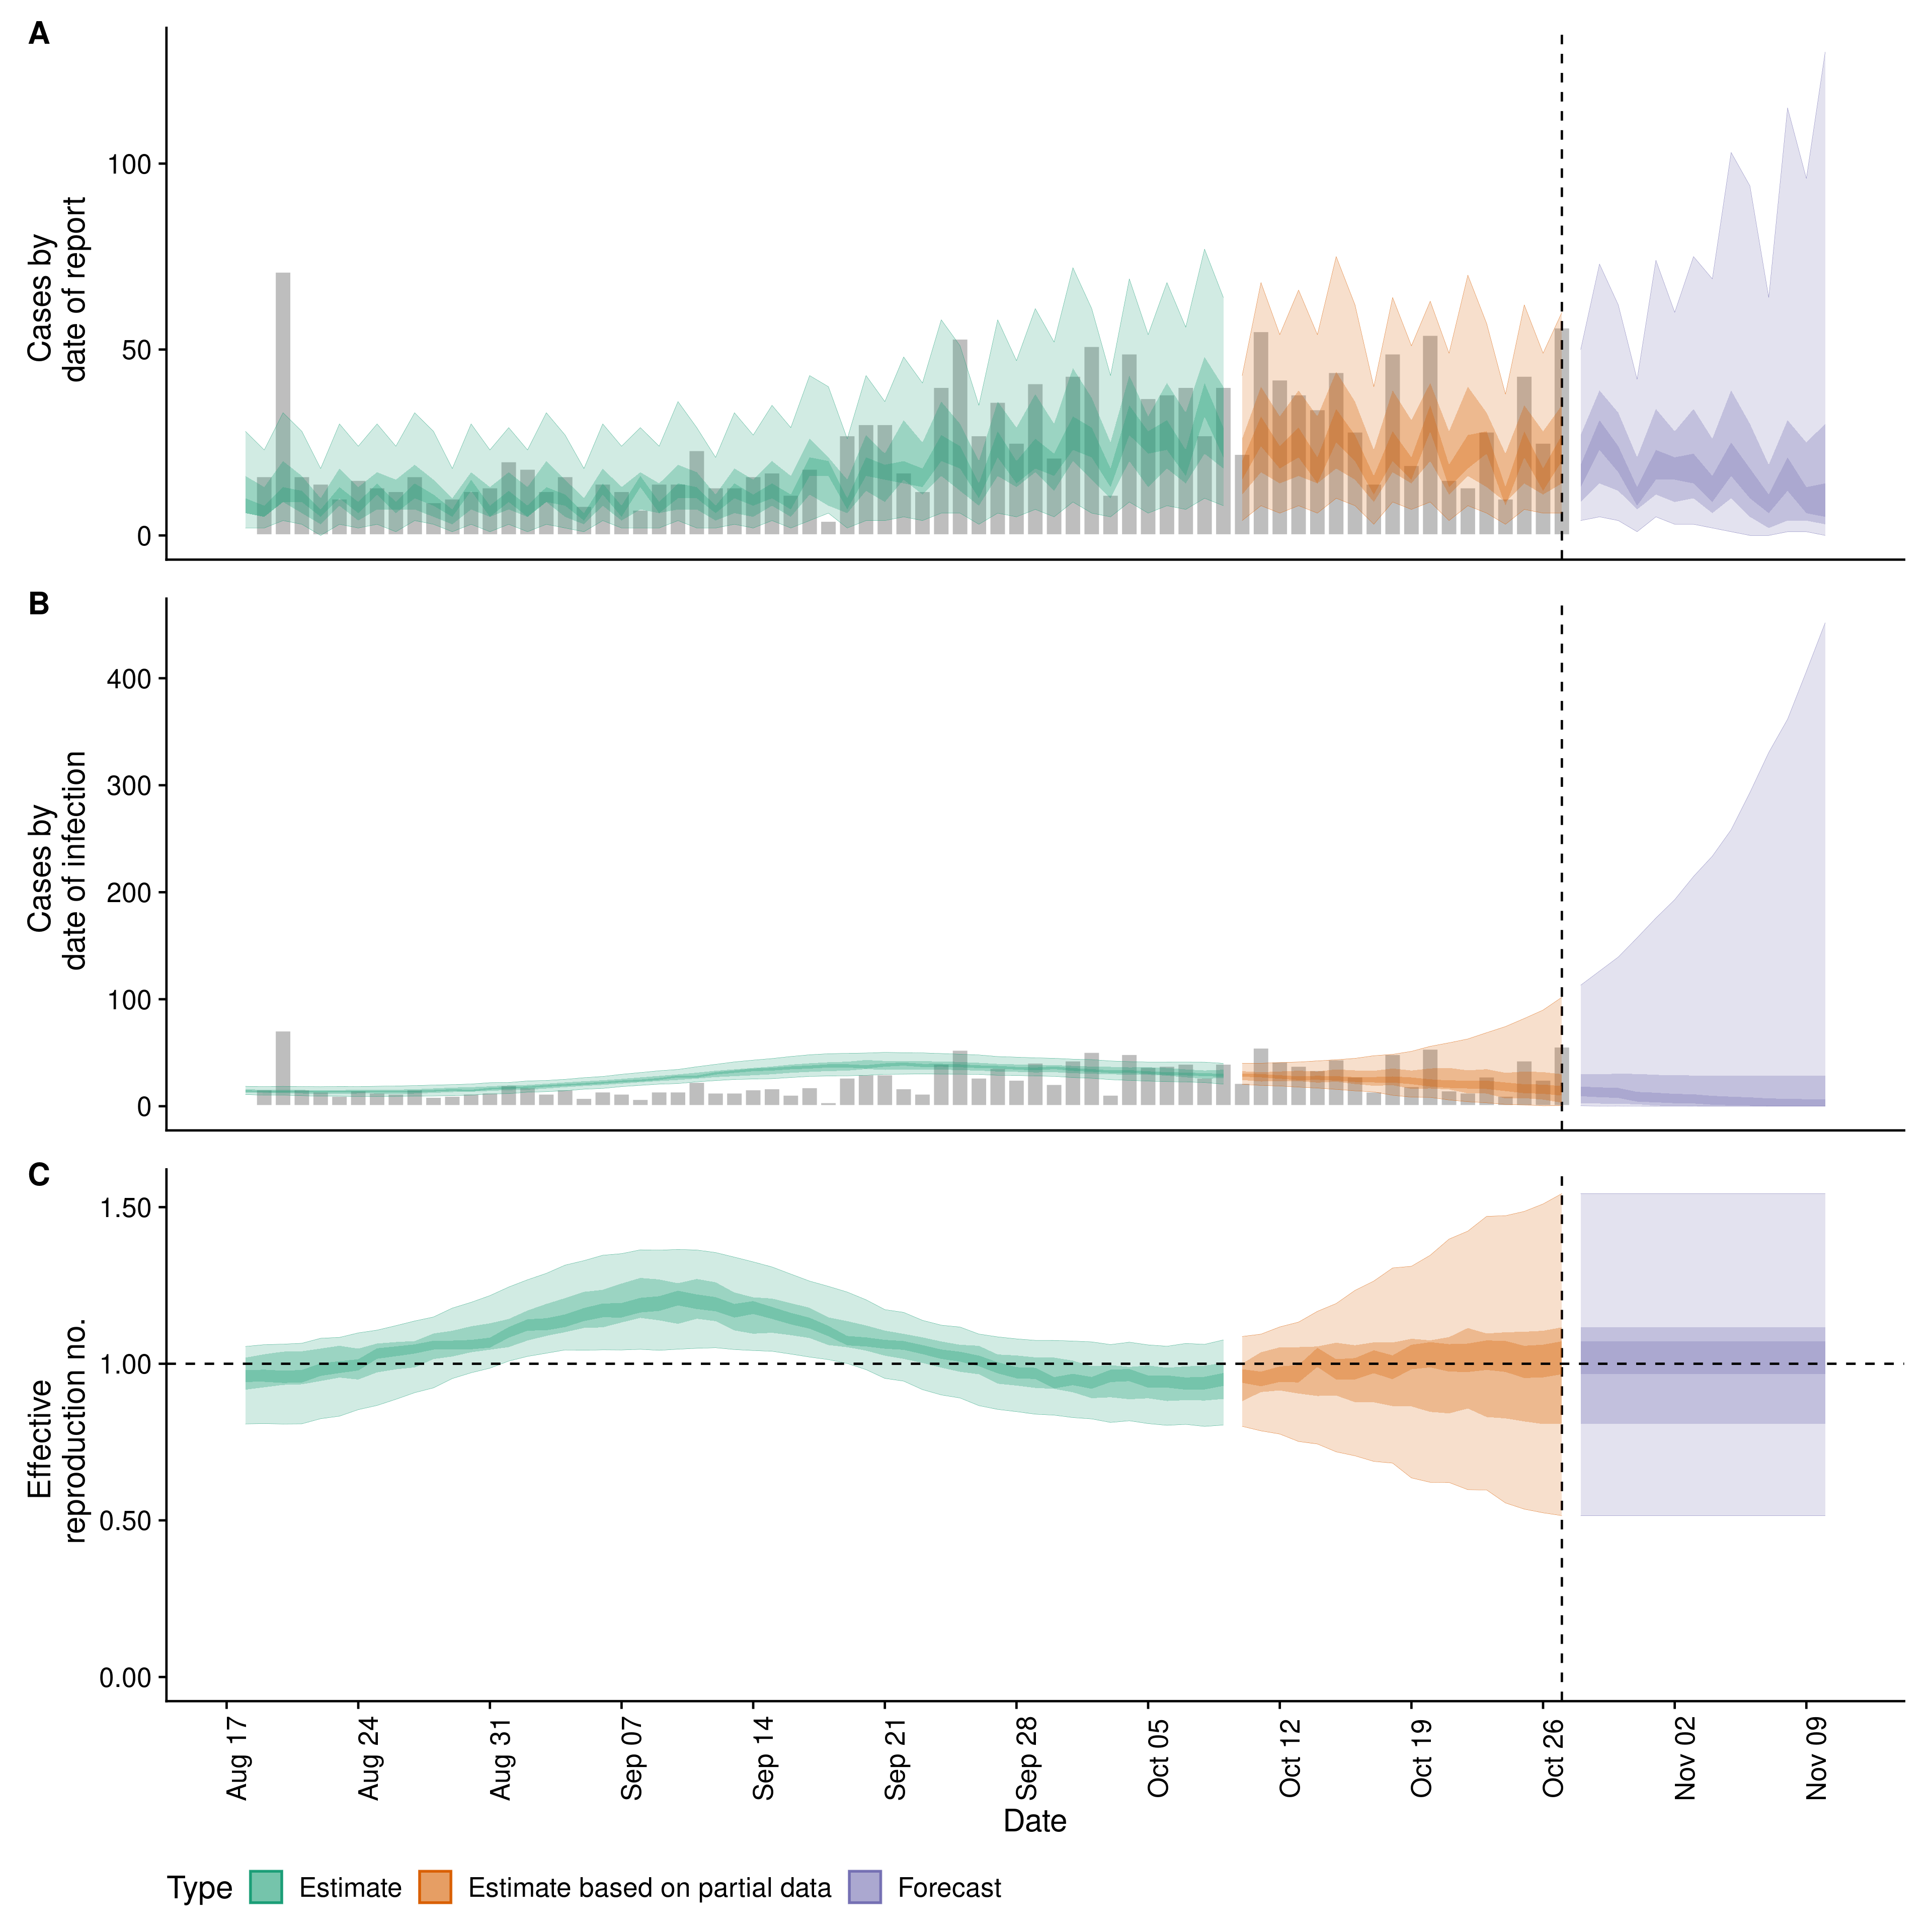 A
Cases by
date of report
100
50
0
B
Cases by
date of infection
400
300
200
100
0
C
Effective
reproduction no.
1.50
1.00
0.50
0.00
Aug 17
Aug 24
Aug 31
Sep 07
Sep 14
Sep 21
Sep 28
Oct 05
Oct 12
Oct 19
Oct 26
Nov 02
Nov 09
Date
Type Estimate Estimate based on partial data Forecast